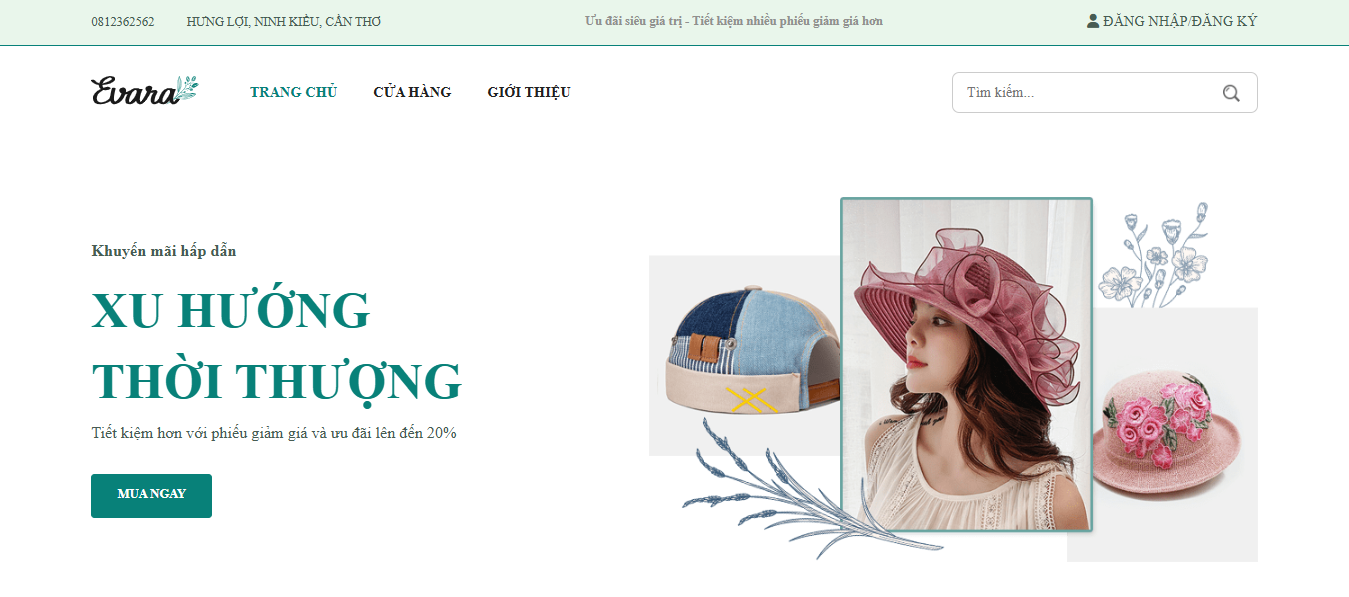 0812362562
HƯNG LỢI, NINH KIỀU, CẦN THƠ
Ưu đãi siêu giá trị - Tiết kiệm nhiều phiếu giảm giá hơn
ĐĂNG NHẬP/ĐĂNG KÝ
Evara
TRANG CHỦ
CỬA HÀNG
GIỚI THIỆU
Tìm kiếm...
Khuyến mãi hấp dẫn
XU HƯỚNG
THỜI THƯỢNG
Tiết kiệm hơn với phiếu giảm giá và ưu đãi lên đến 20%
MUA NGAY